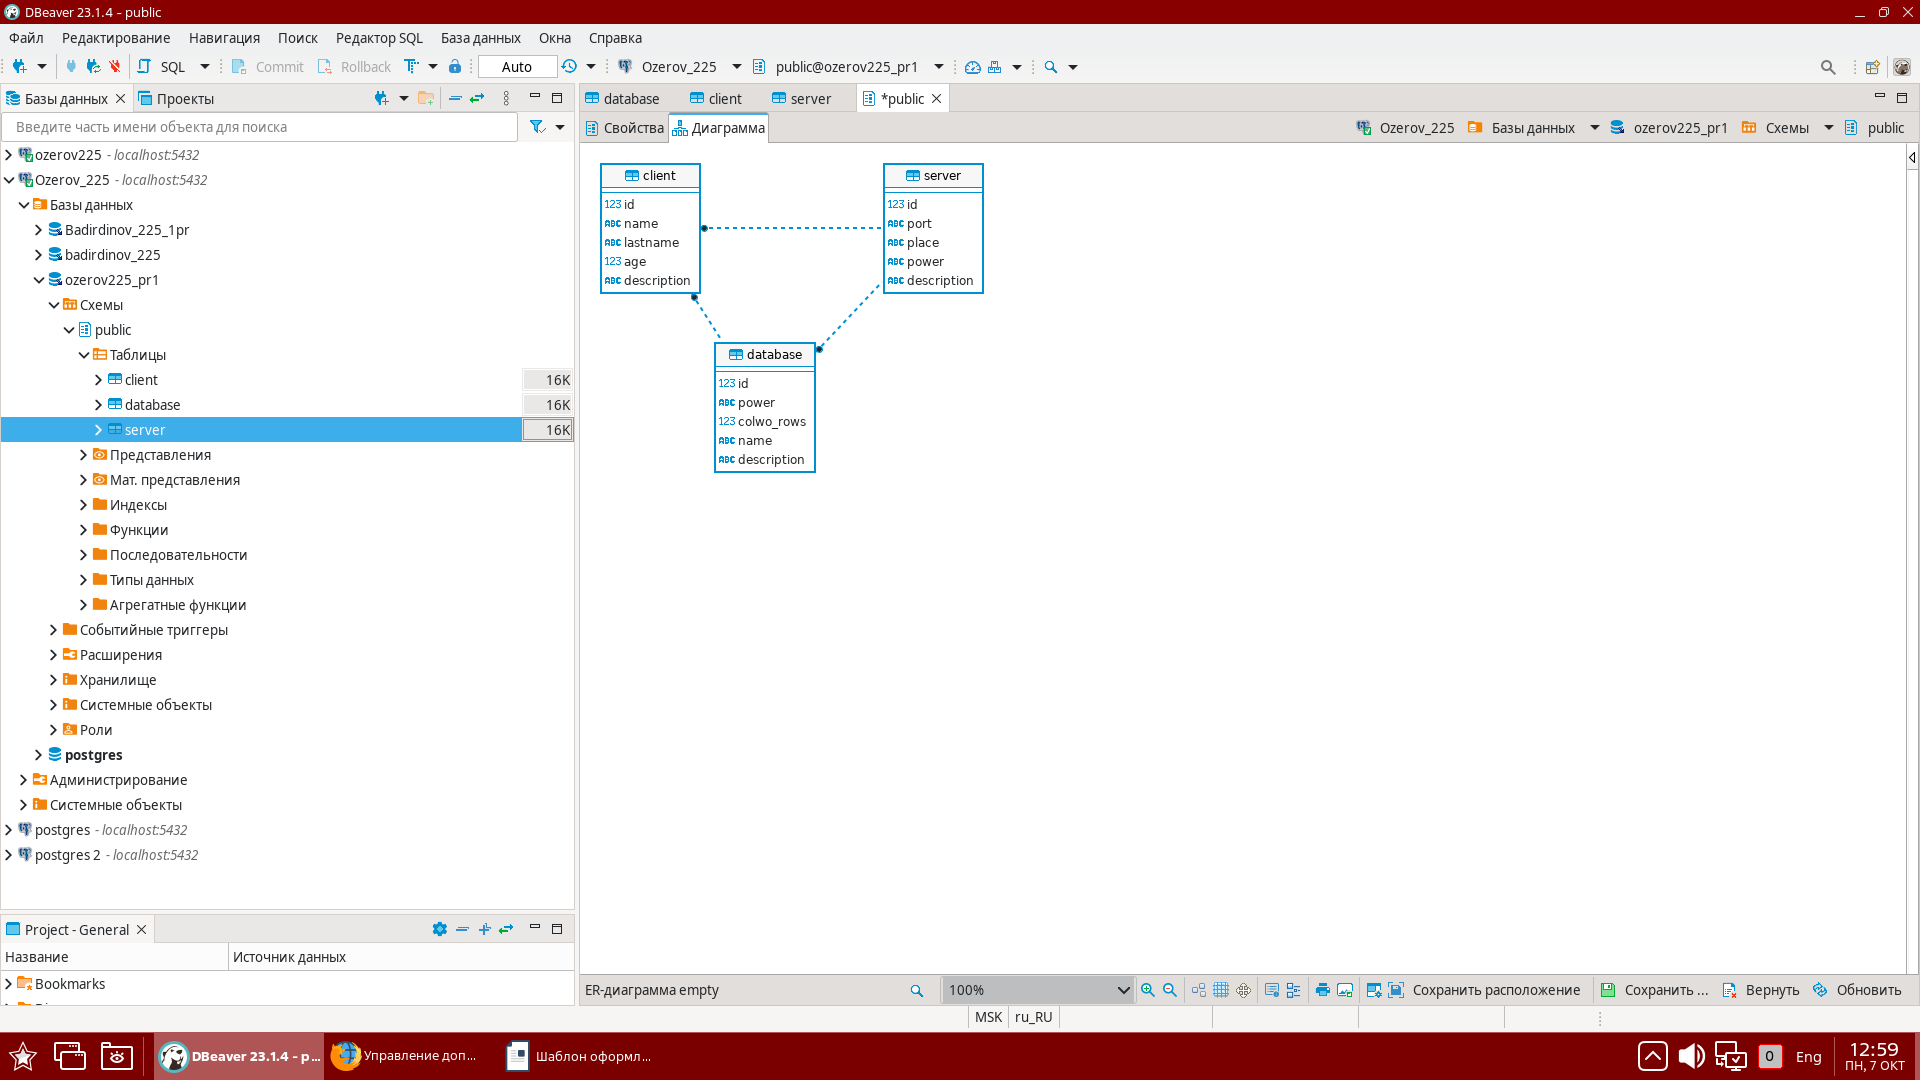 DBeaver 23.1.4 - public
Файл Редактирование Навигация Поиск Редактор SQL База данных Окна Справка
SQL Commit Rollback Auto Ozerov_225 public@ozerov225_pr1
Базы данных Проекты
Введите часть имени объекта для поиска
ozerov225 - localhost:5432
Ozerov_225 - localhost:5432
Базы данных
Badirdinov_225_1pr
badirdinov_225
ozerov225_pr1
Схемы
public
Таблицы
client 16K
database 16K
server 16K
Представления
Мат. представления
Индексы
Функции
Последовательности
Типы данных
Агрегатные функции
Событийные триггеры
Расширения
Хранилище
Системные объекты
Роли
postgres
Администрирование
Системные объекты
postgres - localhost:5432
postgres 2 - localhost:5432
Project - General
Название Источник данных
Bookmarks
database client server *public
Свойства Диаграмма Ozerov_225 Базы данных ozerov225_pr1 Схемы public
client
123 id
ABC name
ABC lastname
123 age
ABC description
server
123 id
ABC port
ABC place
ABC power
ABC description
database
123 id
ABC power
123 colwo_rows
ABC name
ABC description
ER-диаграмма empty 100% Сохранить расположение Сохранить ... Вернуть Обновить
MSK ru_RU
DBeaver 23.1.4 - p... Управление доп... Шаблон оформл... 0 Eng 12:59
ПН, 7 ОКТ